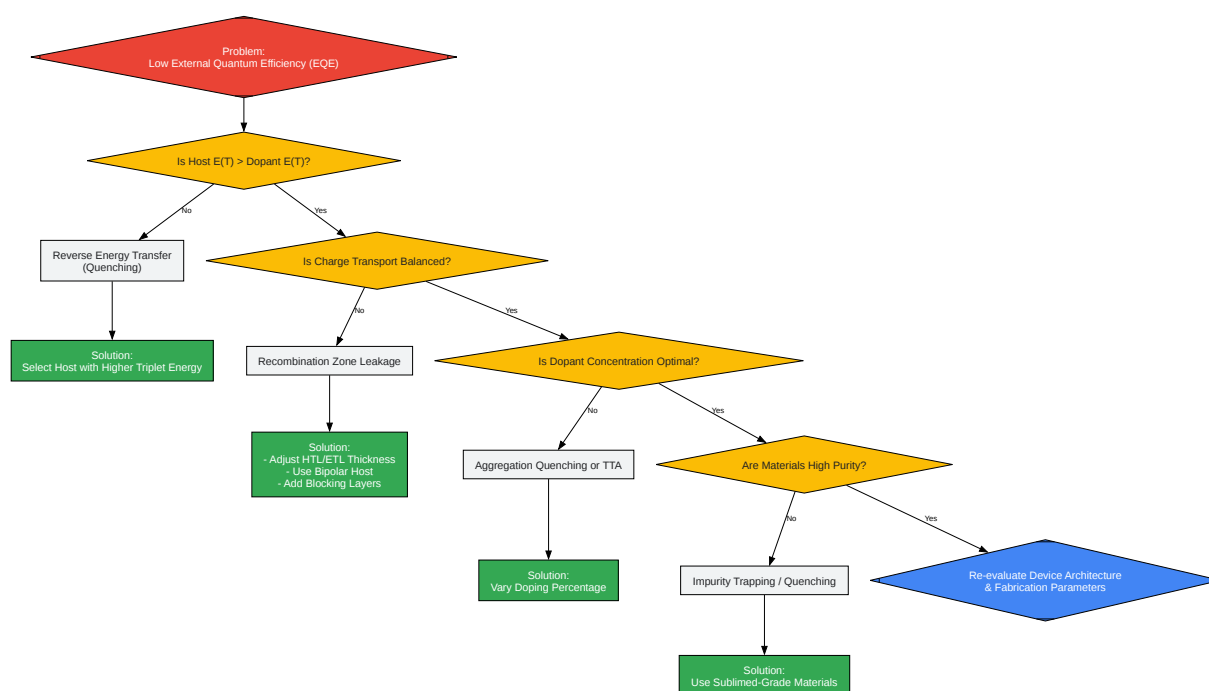 Problem:
Low External Quantum Efficiency (EQE)
Is Host E(T) > Dopant E(T)?
No
Yes
Reverse Energy Transfer
(Quenching)
Is Charge Transport Balanced?
No
Yes
Solution:
Select Host with Higher Triplet Energy
Recombination Zone Leakage
Is Dopant Concentration Optimal?
No
Yes
Solution:
- Adjust HTL/ETL Thickness
- Use Bipolar Host
- Add Blocking Layers
Aggregation Quenching or TTA
Are Materials High Purity?
No
Yes
Solution:
Vary Doping Percentage
Impurity Trapping / Quenching
Re-evaluate Device Architecture
& Fabrication Parameters
Solution:
Use Sublimed-Grade Materials